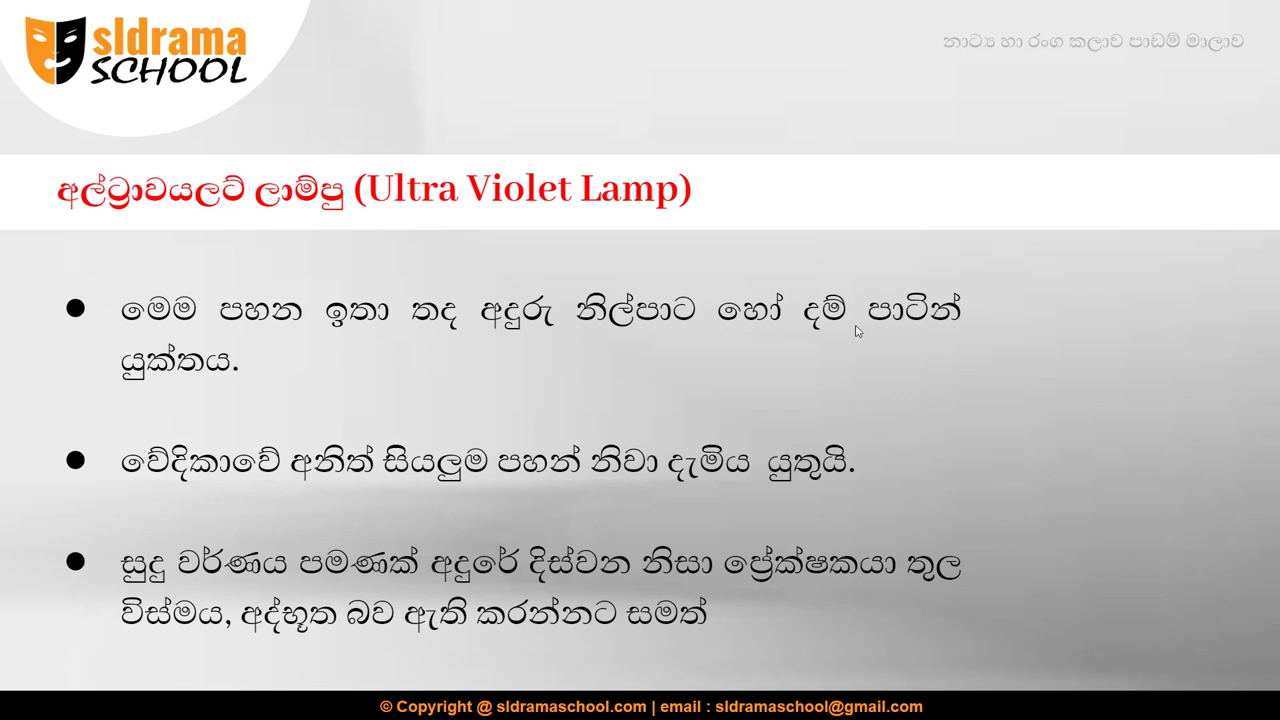 sldrama
SCHOOL
නාට්‍ය හා රංග කලාව පාඩම් මාලාව
අල්ට්‍රාවයලට් ලාම්පු (Ultra Violet Lamp)
● මෙම පහන ඉතා තද අඳුරු නිල්පාට හෝ දම් පාටින්
යුක්තය.
● වේදිකාවේ අනිත් සියලුම පහන් නිවා දැමිය යුතුයි.
● සුදු වර්ණය පමණක් අඳුරේ දිස්වන නිසා ප්‍රේක්ෂකයා තුල
විස්මය, අද්භූත බව ඇති කරන්නට සමත්
© Copyright @ sldramaschool.com | email : sldramaschool@gmail.com